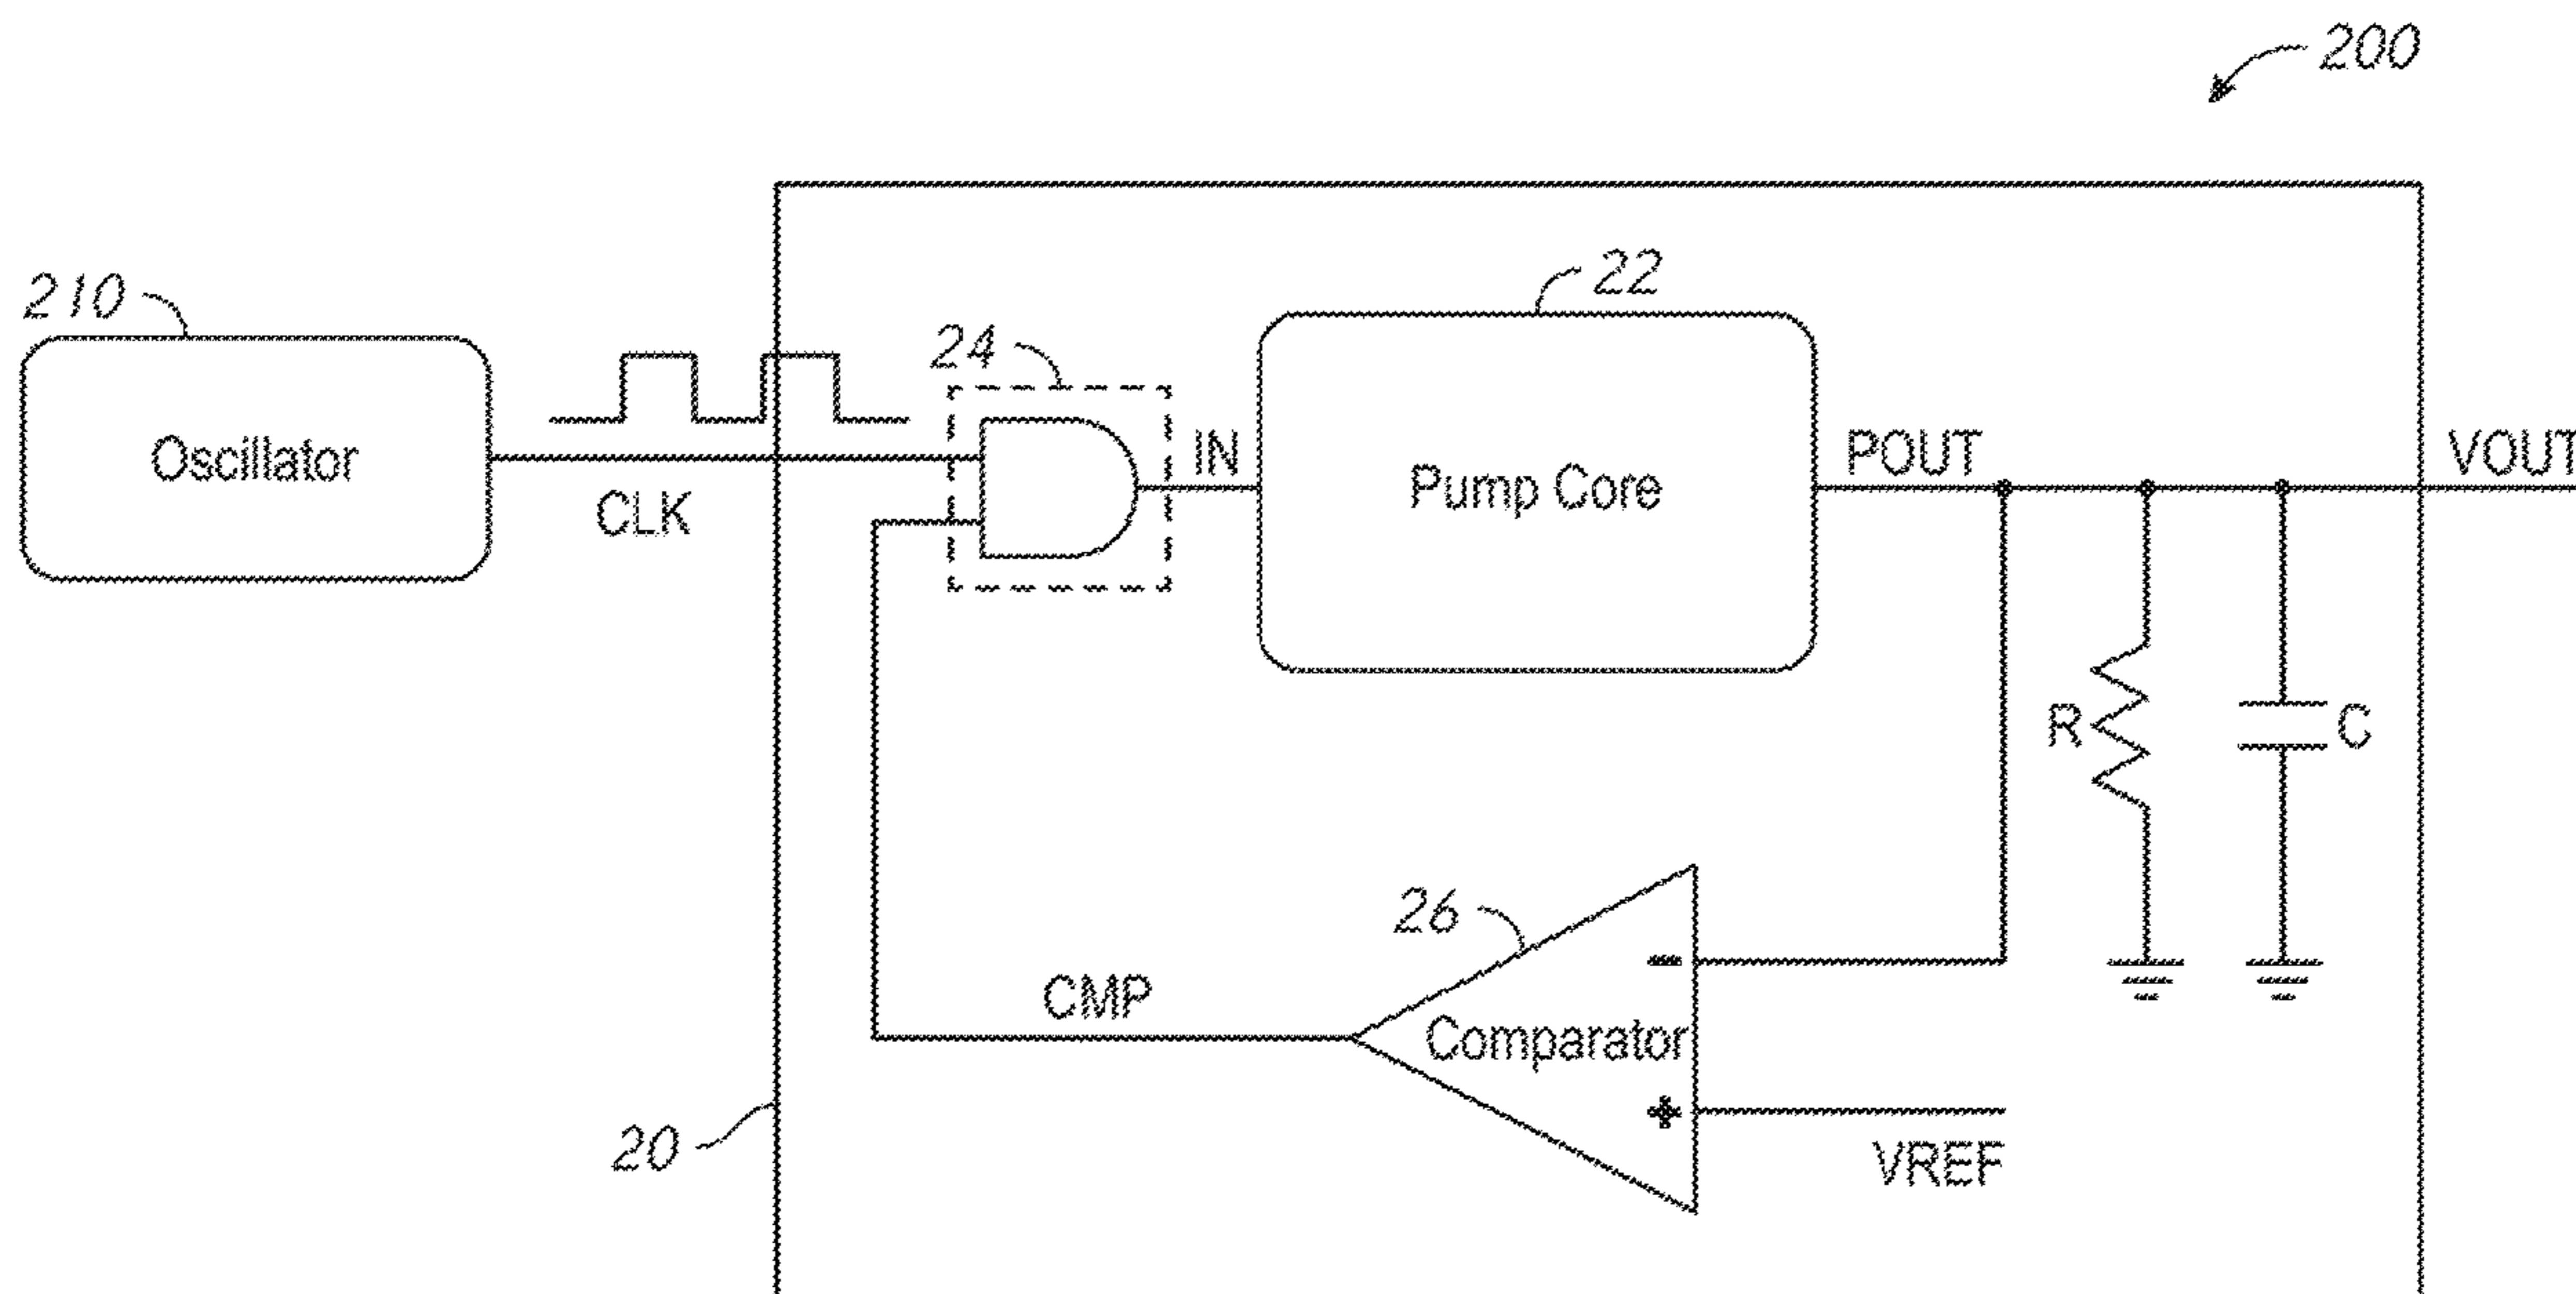 200
210
22
24
Oscillator
CLK
IN
Pump Core
POUT
VOUT
R
C
26
CMP
Comparator
20
VREF